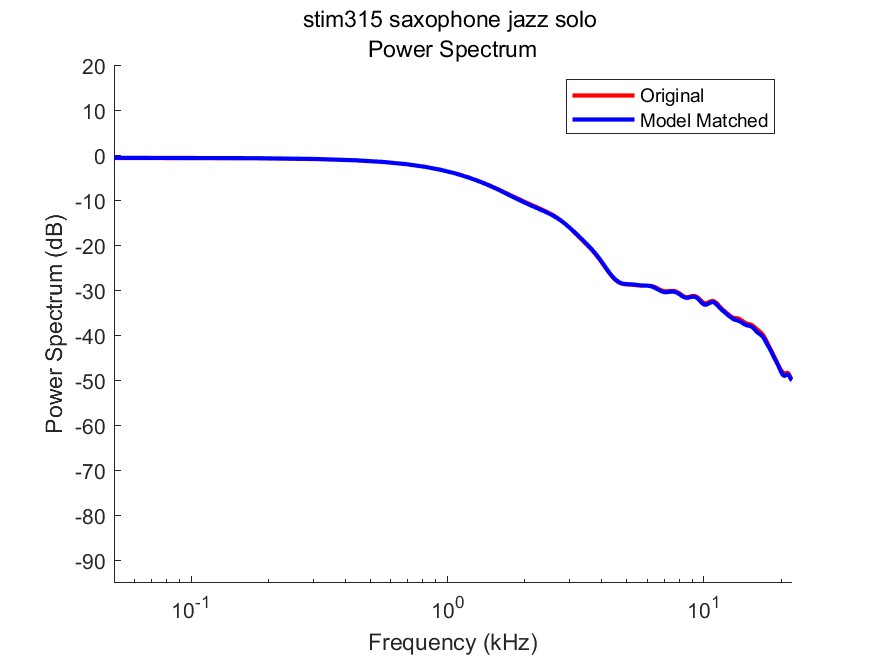 stim315 saxophone jazz solo
Power Spectrum
20
10
0
-10
-20
-30
-40
-50
-60
-70
-80
-90
Power Spectrum (dB)
Original
Model Matched
10^-1
10^0
10^1
Frequency (kHz)